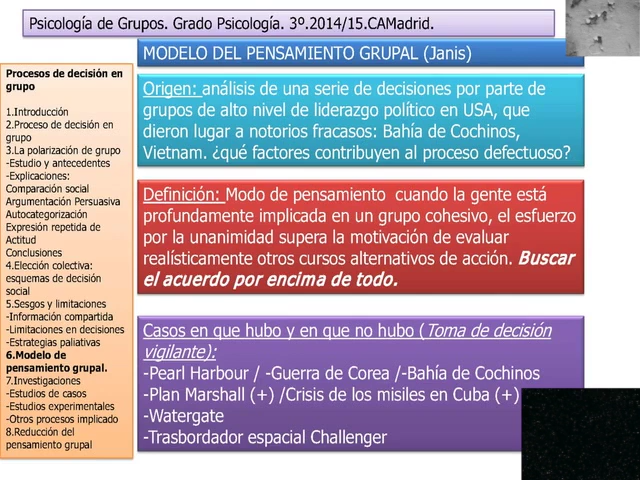 Psicología de Grupos. Grado Psicología. 3º.2014/15.CAMadrid.
MODELO DEL PENSAMIENTO GRUPAL (Janis)
Procesos de decisión en
grupo
1.Introducción
2.Proceso de decisión en
grupo
3.La polarización de grupo
-Estudio y antecedentes
-Explicaciones:
Comparación social
Argumentación Persuasiva
Autocategorización
Expresión repetida de
Actitud
Conclusiones
4.Elección colectiva:
esquemas de decisión
social
5.Sesgos y limitaciones
-Información compartida
-Limitaciones en decisiones
-Estrategias paliativas
6.Modelo de
pensamiento grupal.
7.Investigaciones
-Estudios de casos
-Estudios experimentales
-Otros procesos implicado
8.Reducción del
pensamiento grupal
Origen: análisis de una serie de decisiones por parte de
grupos de alto nivel de liderazgo político en USA, que
dieron lugar a notorios fracasos: Bahía de Cochinos,
Vietnam. ¿qué factores contribuyen al proceso defectuoso?
Definición: Modo de pensamiento cuando la gente está
profundamente implicada en un grupo cohesivo, el esfuerzo
por la unanimidad supera la motivación de evaluar
realísticamente otros cursos alternativos de acción. Buscar
el acuerdo por encima de todo.
Casos en que hubo y en que no hubo (Toma de decisión
vigilante):
-Pearl Harbour / -Guerra de Corea /-Bahía de Cochinos
-Plan Marshall (+) /Crisis de los misiles en Cuba (+)
-Watergate
-Trasbordador espacial Challenger